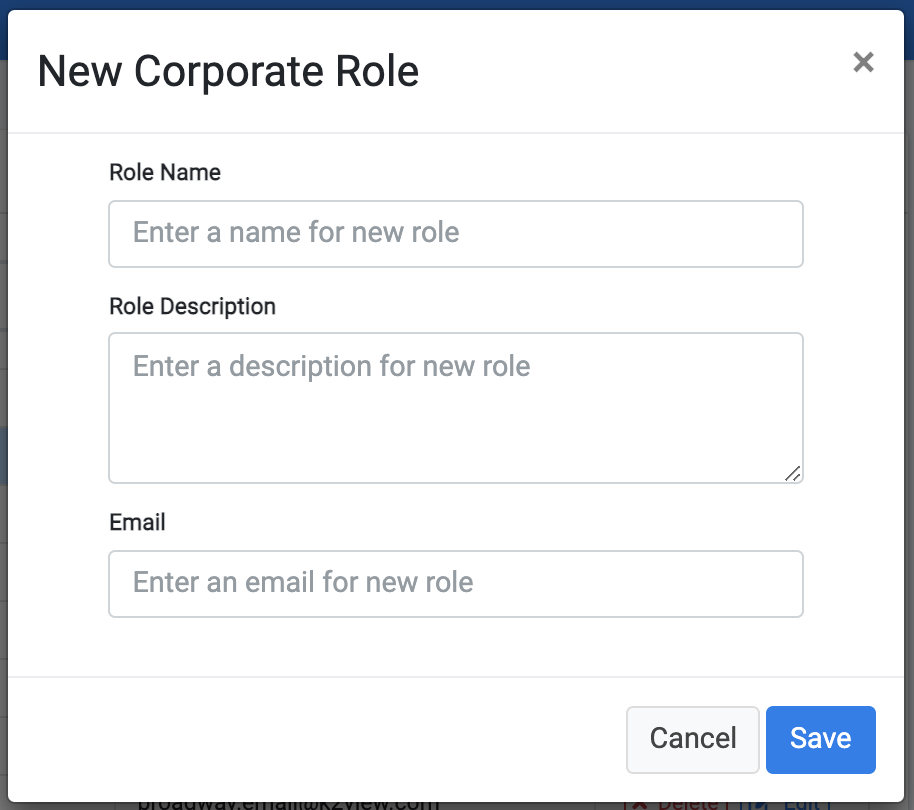 New Corporate Role ×
Role Name
Enter a name for new role
Role Description
Enter a description for new role
Email
Enter an email for new role
Cancel Save
broadway.email@k2view.com Delete Edit